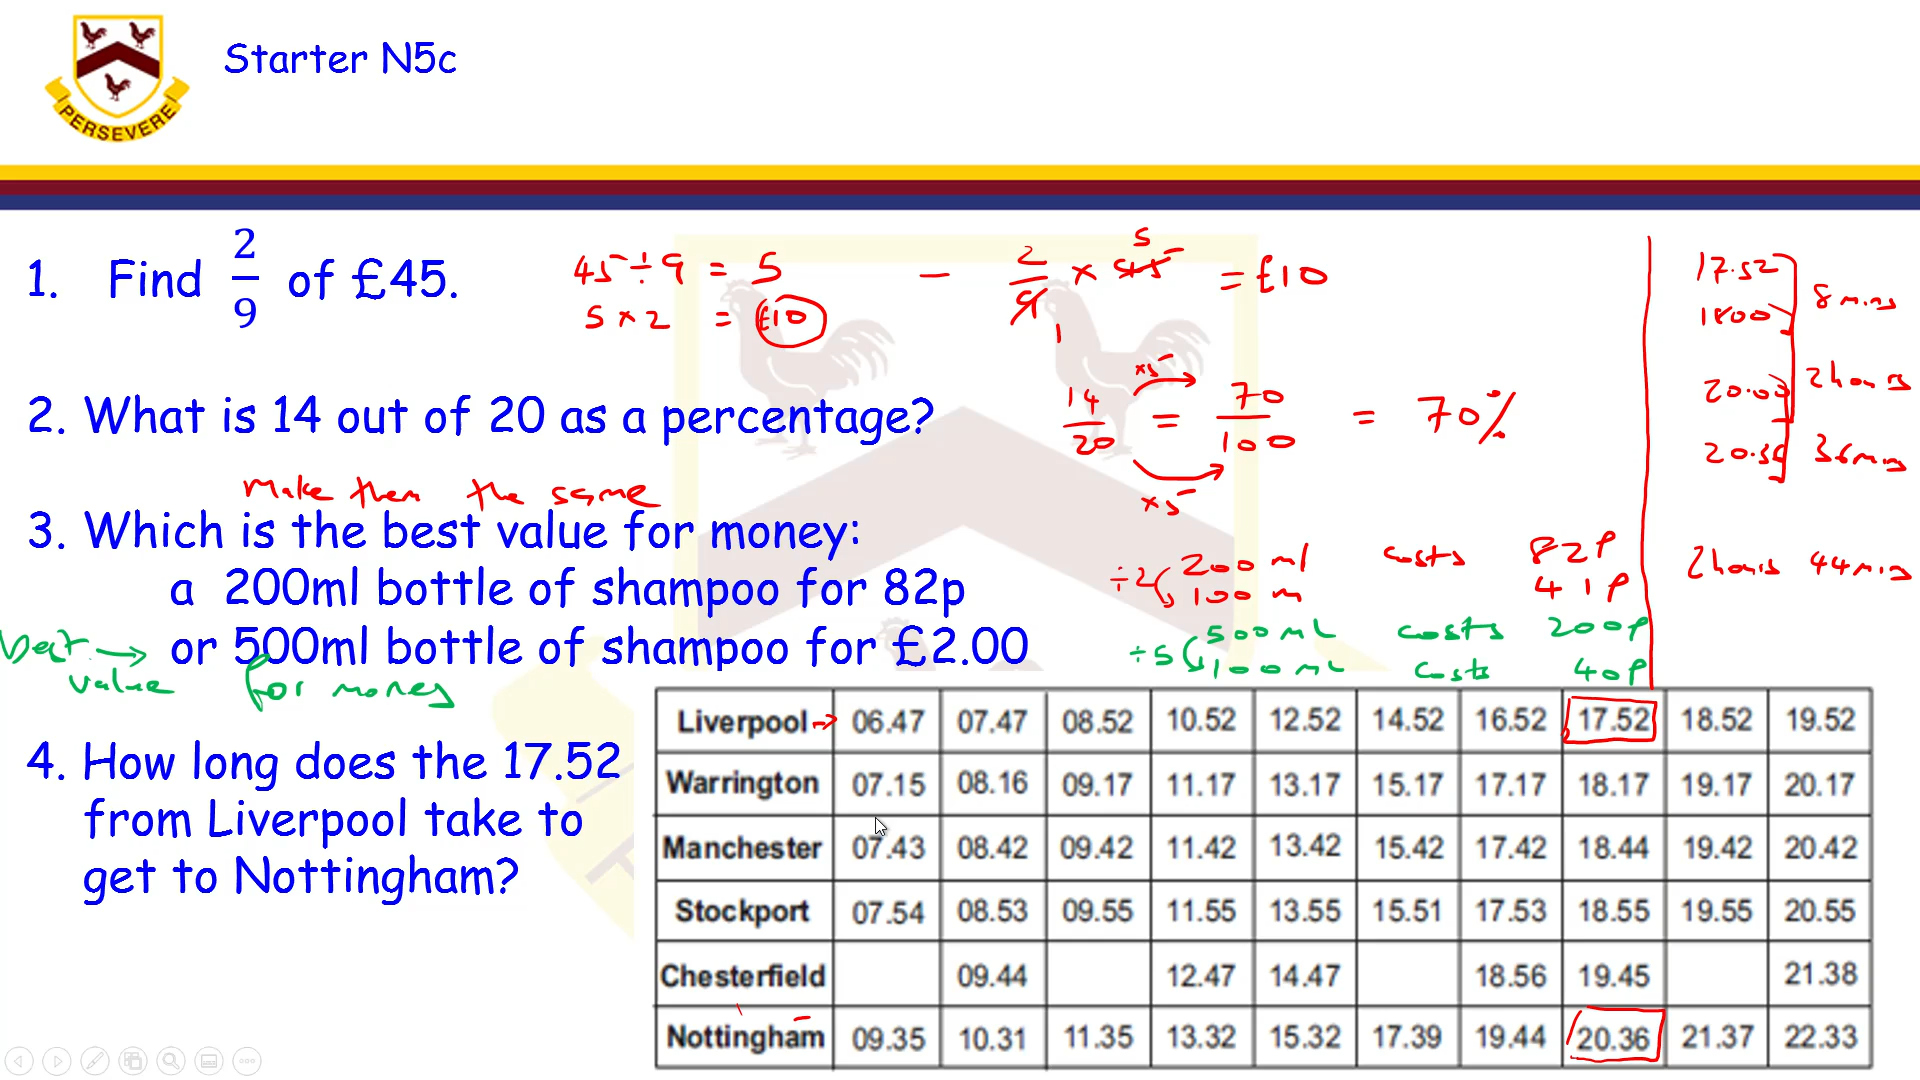 PERSEVERE
Starter N5c
1. Find 2/9 of £45.
45 ÷ 9 = 5
5 × 2 = £10
– 2/9 × 45 = £10
5
1
17.52
1800
8 mins
20.00
2 hours
20.36
36 mins
2 hours 44 mins
2. What is 14 out of 20 as a percentage?
×5
14/20 = 70/100 = 70%
×5
make them the same
3. Which is the best value for money:
a 200ml bottle of shampoo for 82p
or 500ml bottle of shampoo for £2.00
best value for money
÷2 200 ml costs 82p
100 m 41p
÷5 500 mL costs 200p
100 mL costs 40p
4. How long does the 17.52
from Liverpool take to
get to Nottingham?
Liverpool 06.47 07.47 08.52 10.52 12.52 14.52 16.52 17.52 18.52 19.52
Warrington 07.15 08.16 09.17 11.17 13.17 15.17 17.17 18.17 19.17 20.17
Manchester 07.43 08.42 09.42 11.42 13.42 15.42 17.42 18.44 19.42 20.42
Stockport 07.54 08.53 09.55 11.55 13.55 15.51 17.53 18.55 19.55 20.55
Chesterfield 09.44 12.47 14.47 18.56 19.45 21.38
Nottingham 09.35 10.31 11.35 13.32 15.32 17.39 19.44 20.36 21.37 22.33